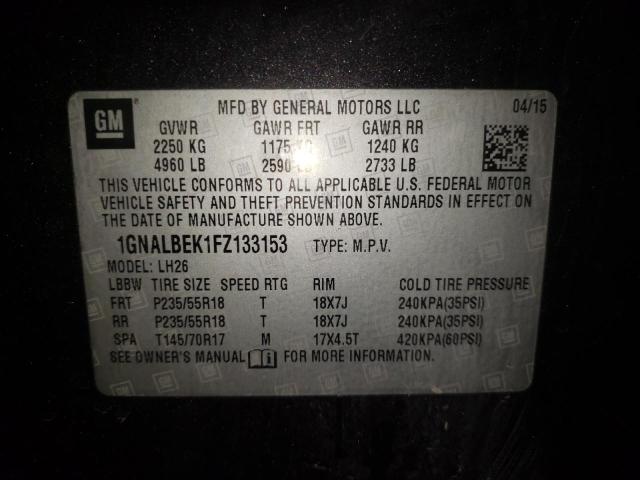 GM
MFD BY GENERAL MOTORS LLC 04/15
GVWR GAWR FRT GAWR RR
2250 KG 1175 KG 1240 KG
4960 LB 2590 LB 2733 LB
THIS VEHICLE CONFORMS TO ALL APPLICABLE U.S. FEDERAL MOTOR
VEHICLE SAFETY AND THEFT PREVENTION STANDARDS IN EFFECT ON
THE DATE OF MANUFACTURE SHOWN ABOVE.
1GNALBEK1FZ133153 TYPE: M.P.V.
MODEL: LH26
LBBW TIRE SIZE SPEED RTG RIM COLD TIRE PRESSURE
FRT P235/55R18 T 18X7J 240KPA(35PSI)
RR P235/55R18 T 18X7J 240KPA(35PSI)
SPA T145/70R17 M 17X4.5T 420KPA(60PSI)
SEE OWNER'S MANUAL FOR MORE INFORMATION.